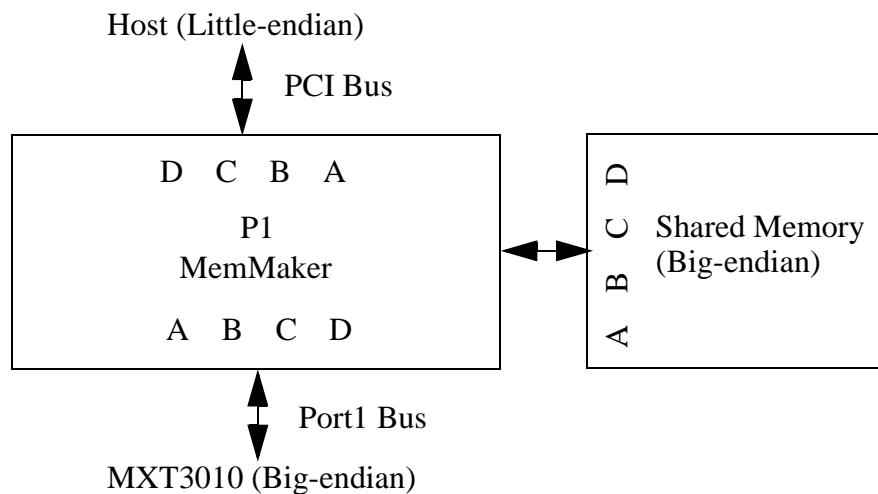 Host (Little-endian)
PCI Bus
D C B A
P1
MemMaker
A B C D
A B C D
Shared Memory
(Big-endian)
Port1 Bus
MXT3010 (Big-endian)